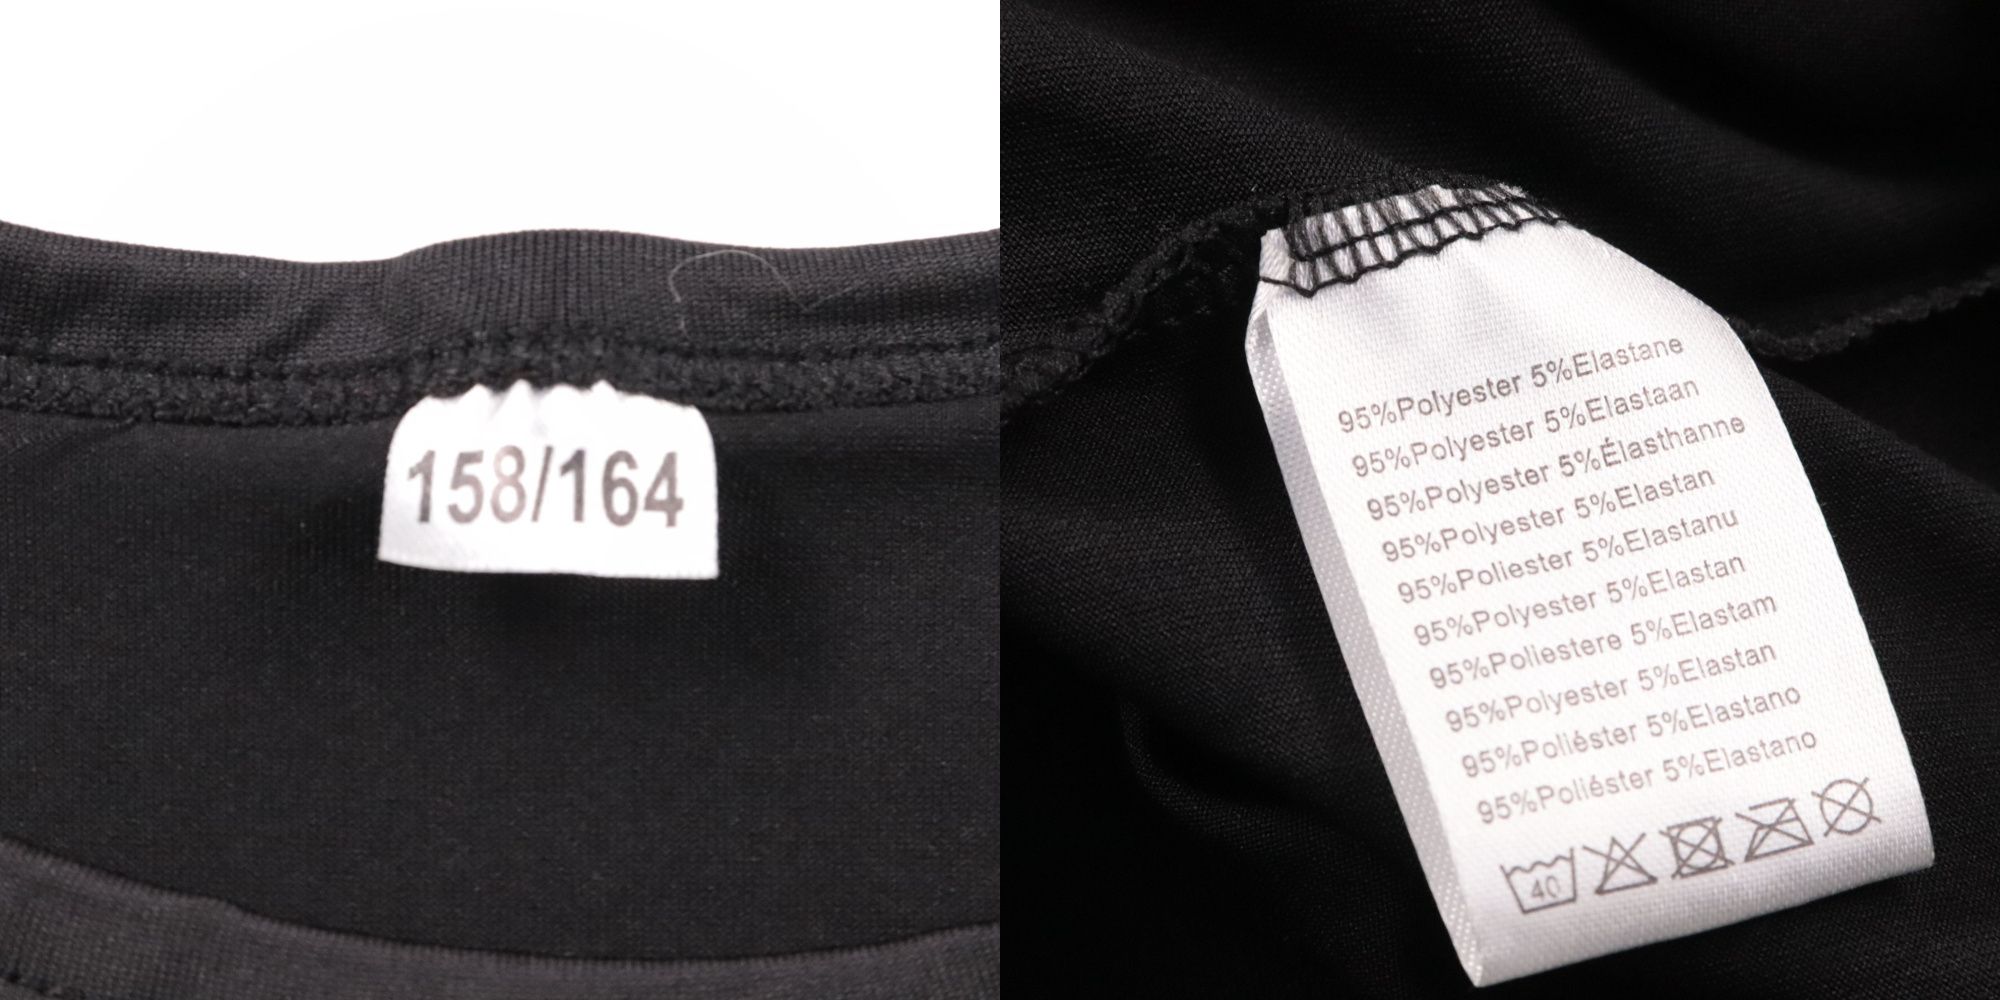 158/164
95%Polyester 5%Elastane
95%Polyester 5%Elastaan
95%Polyester 5%Élasthanne
95%Polyester 5%Elastan
95%Poliester 5%Elastanu
95%Polyester 5%Elastan
95%Poliestere 5%Elastam
95%Polyester 5%Elastan
95%Poliéster 5%Elastano
95%Poliéster 5%Elastano
40